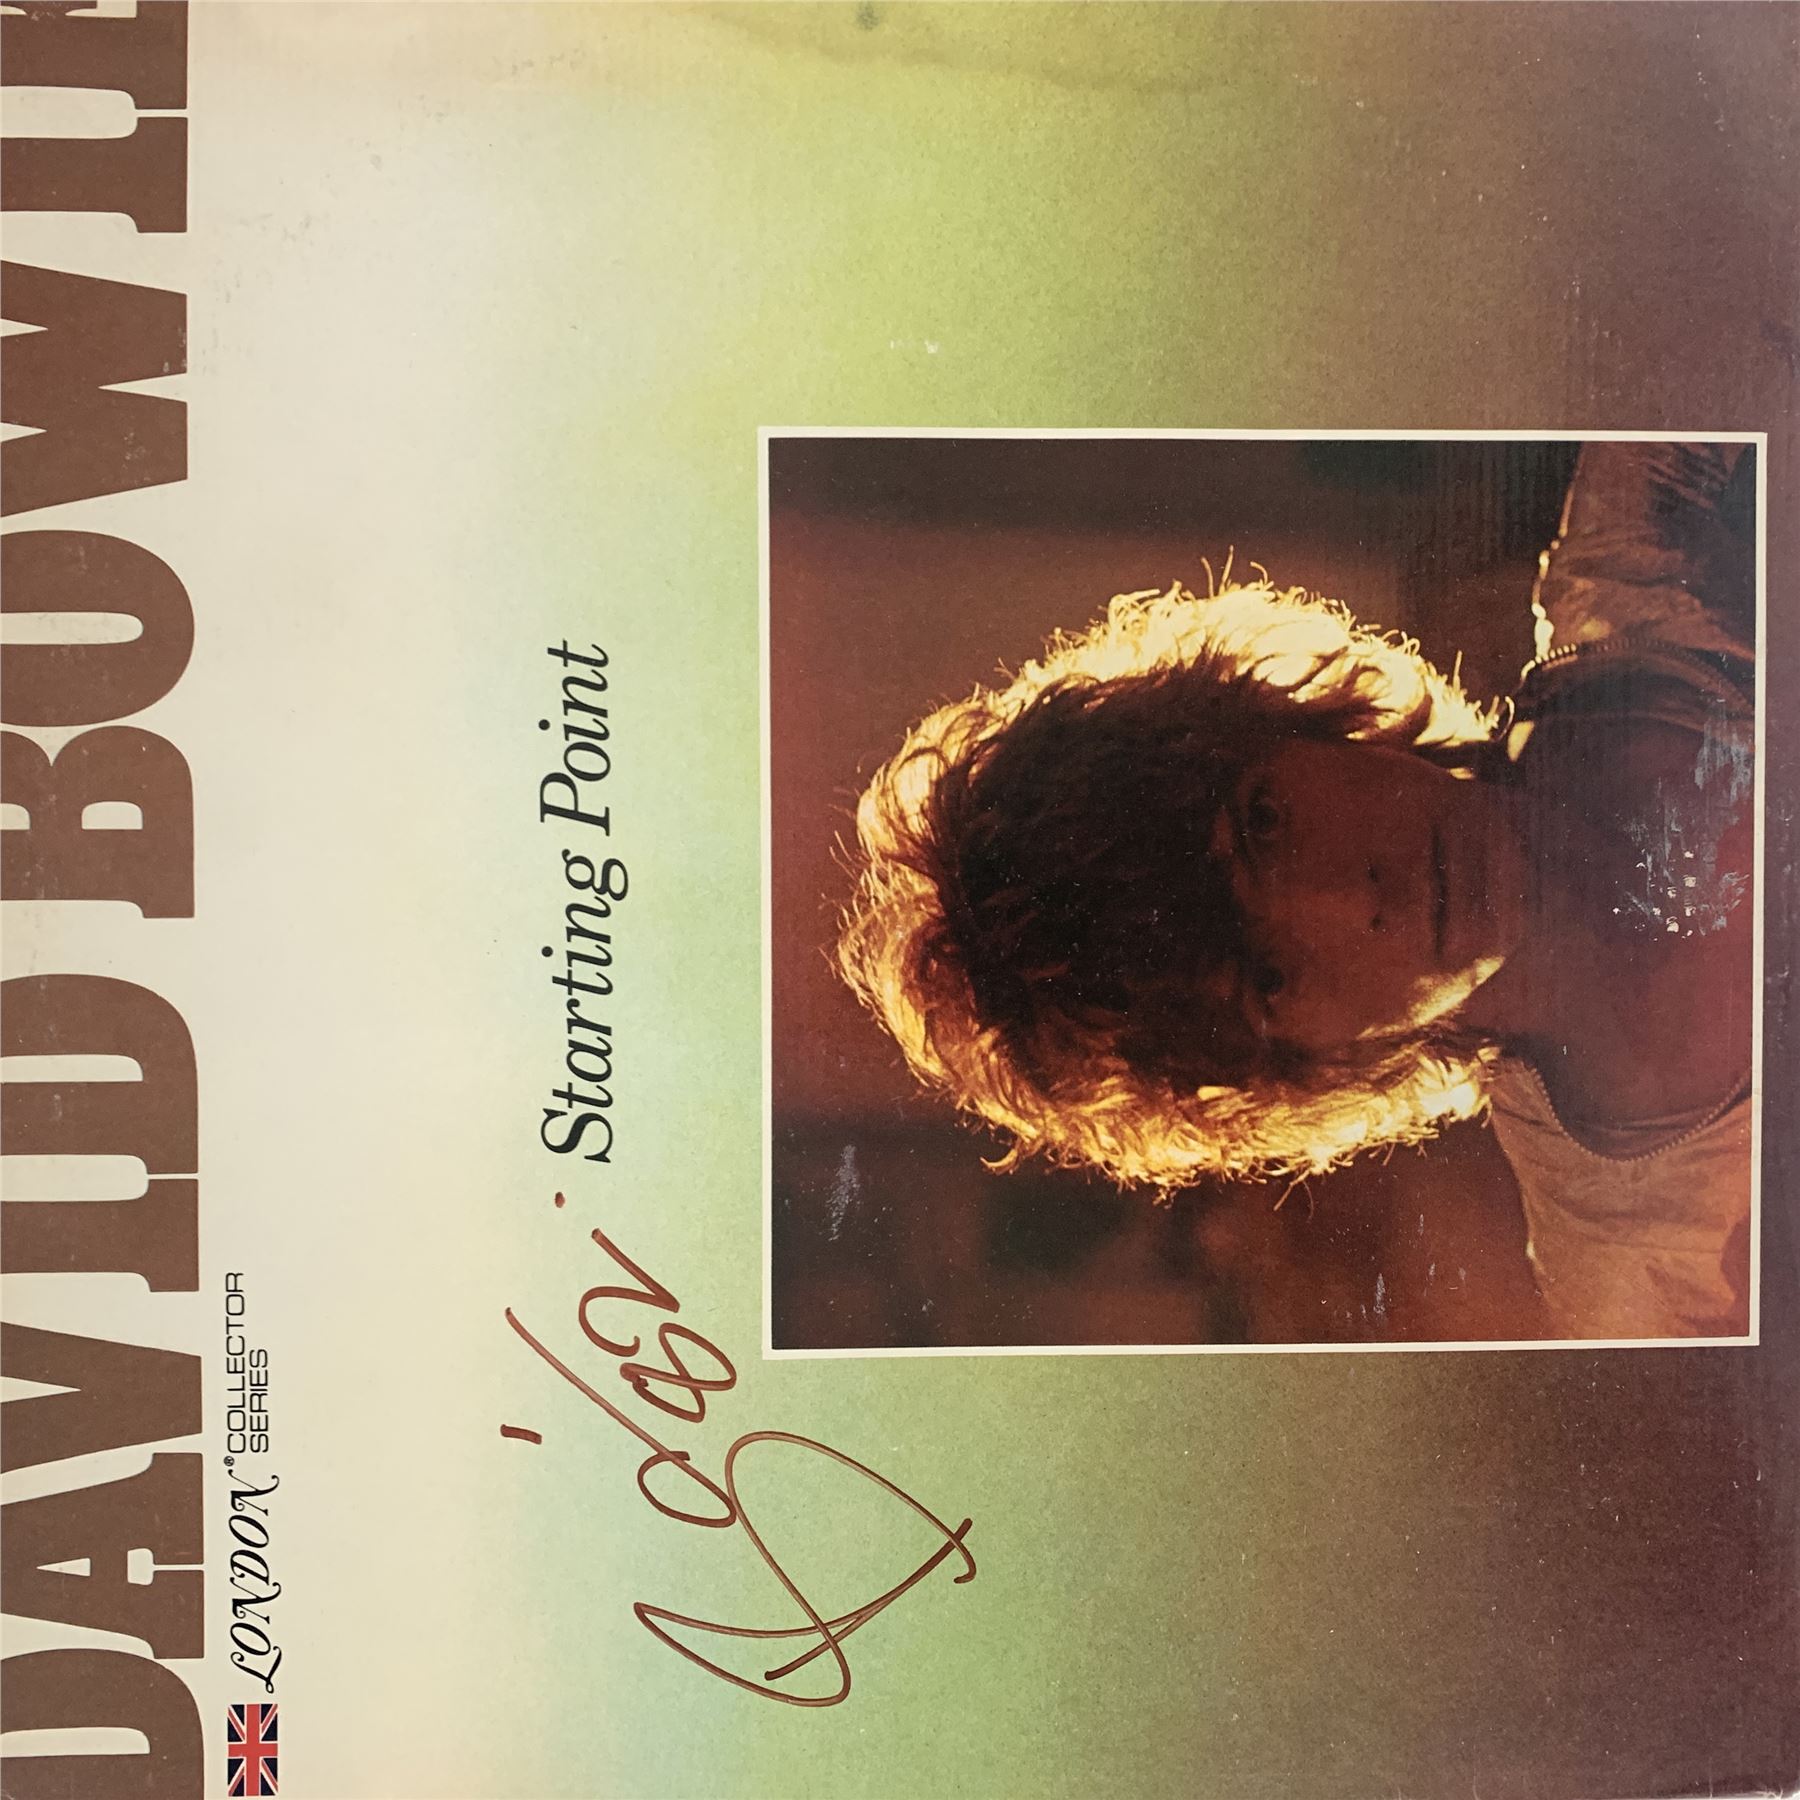 DAVID BOWIE
LONDON® COLLECTOR
SERIES
Starting Point